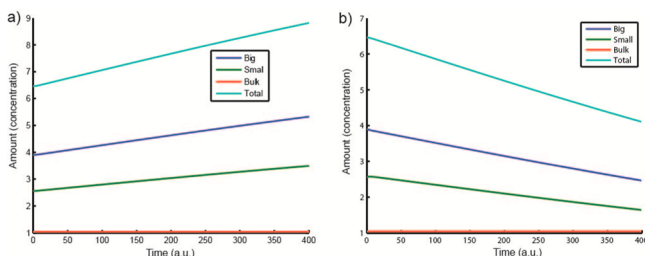 a)
9
8
7
6
5
4
3
2
1
Amount (concentration)
Big
Smal
Bulk
Total
0 50 100 150 200 250 300 350 400
Time (a.u.)
b)
7
6
5
4
3
2
1
Amount (concentration)
Big
Small
Bulk
Total
0 50 100 150 200 250 300 350 400
Time (a.u.)